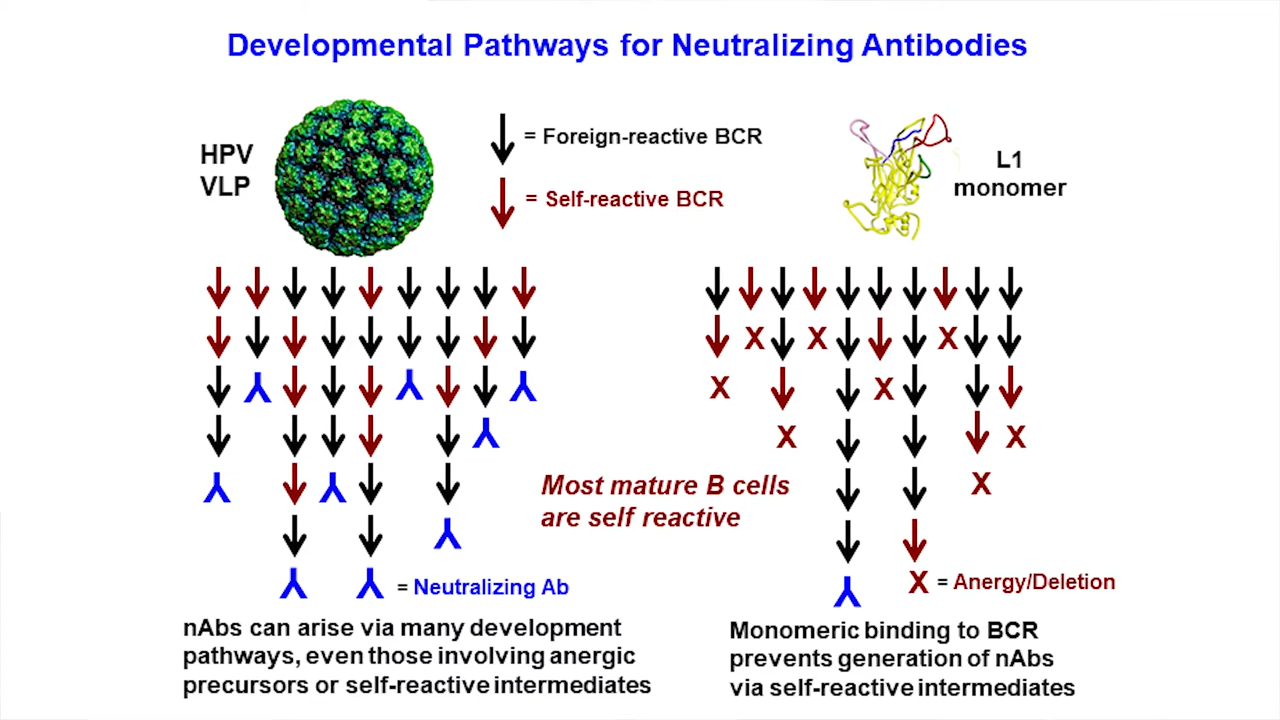 Developmental Pathways for Neutralizing Antibodies
HPV
VLP
= Foreign-reactive BCR
= Self-reactive BCR
L1
monomer
X X X
X X
X X
X
Most mature B cells
are self reactive
= Neutralizing Ab
X = Anergy/Deletion
nAbs can arise via many development
pathways, even those involving anergic
precursors or self-reactive intermediates
Monomeric binding to BCR
prevents generation of nAbs
via self-reactive intermediates